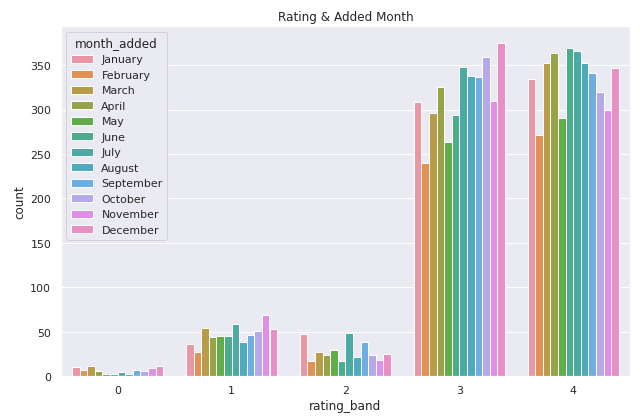 Rating & Added Month
month_added
January
February
March
April
May
June
July
August
September
October
November
December
count
350
300
250
200
150
100
50
0
0 1 2 3 4
rating_band